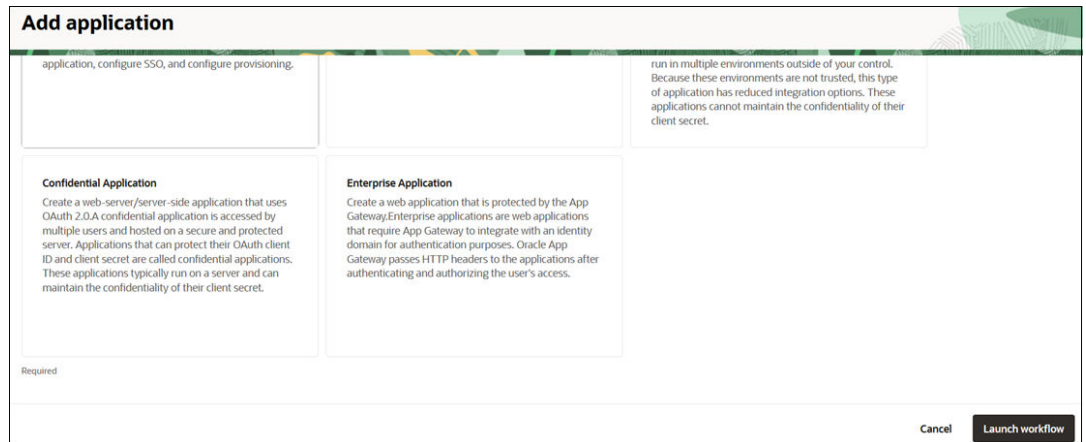 Add application
application, configure SSO, and configure provisioning.
run in multiple environments outside of your control.
Because these environments are not trusted, this type
of application has reduced integration options. These
applications cannot maintain the confidentiality of their
client secret.
Confidential Application
Create a web-server/server-side application that uses
OAuth 2.0.A confidential application is accessed by
multiple users and hosted on a secure and protected
server. Applications that can protect their OAuth client
ID and client secret are called confidential applications.
These applications typically run on a server and can
maintain the confidentiality of their client secret.
Enterprise Application
Create a web application that is protected by the App
Gateway.Enterprise applications are web applications
that require App Gateway to integrate with an identity
domain for authentication purposes. Oracle App
Gateway passes HTTP headers to the applications after
authenticating and authorizing the user's access.
Required
Cancel
Launch workflow